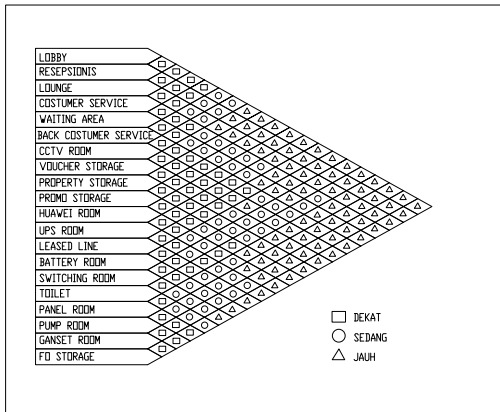 LOBBY
RESEPSIONIS
LOUNGE
COSTUMER SERVICE
WAITING AREA
BACK COSTUMER SERVICE
CCTV ROOM
VOUCHER STORAGE
PROPERTY STORAGE
PROMO STORAGE
HUAWEI ROOM
UPS ROOM
LEASED LINE
BATTERY ROOM
SWITCHING ROOM
TOILET
PANEL ROOM
PUMP ROOM
GANSET ROOM
FO STORAGE
DEKAT
SEDANG
JAUH